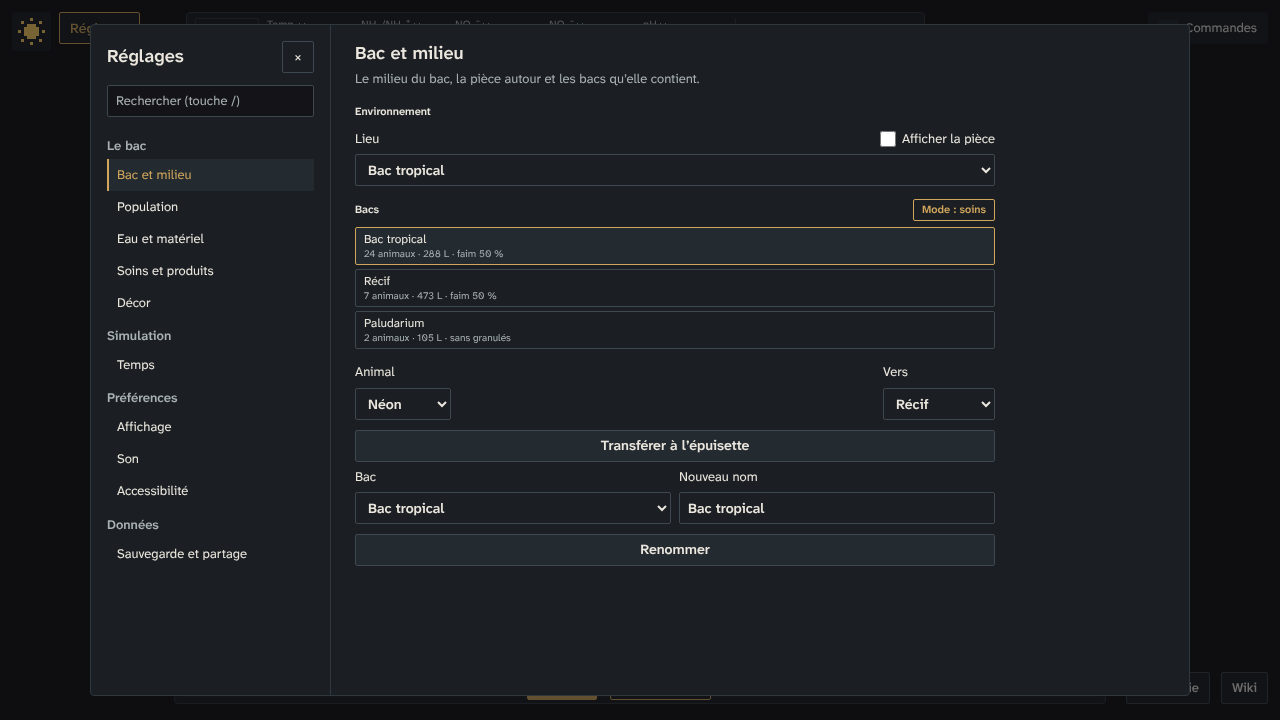 Réglages
×
Rechercher (touche /)
Le bac
Bac et milieu
Population
Eau et matériel
Soins et produits
Décor
Simulation
Temps
Préférences
Affichage
Son
Accessibilité
Données
Sauvegarde et partage
Bac et milieu
Le milieu du bac, la pièce autour et les bacs qu'elle contient.
Environnement
Lieu
Afficher la pièce
Bac tropical
Bacs
Mode : soins
Bac tropical
24 animaux · 288 L · faim 50 %
Récif
7 animaux · 473 L · faim 50 %
Paludarium
2 animaux · 105 L · sans granulés
Animal
Vers
Néon
Récif
Transférer à l'épuisette
Bac
Nouveau nom
Bac tropical
Bac tropical
Renommer
Commandes
Wiki